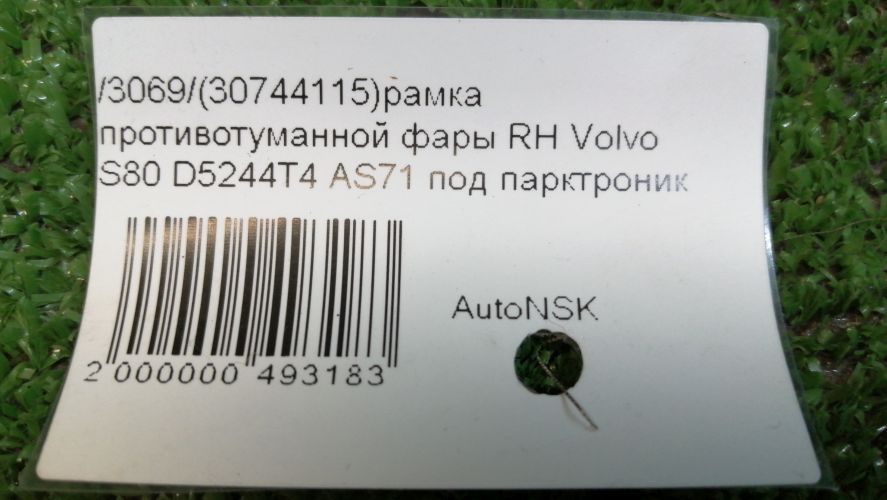 /3069/(30744115)рамка
противотуманной фары RH Volvo
S80 D5244T4 AS71 под парктроник
AutoNSK
2 000000 493183